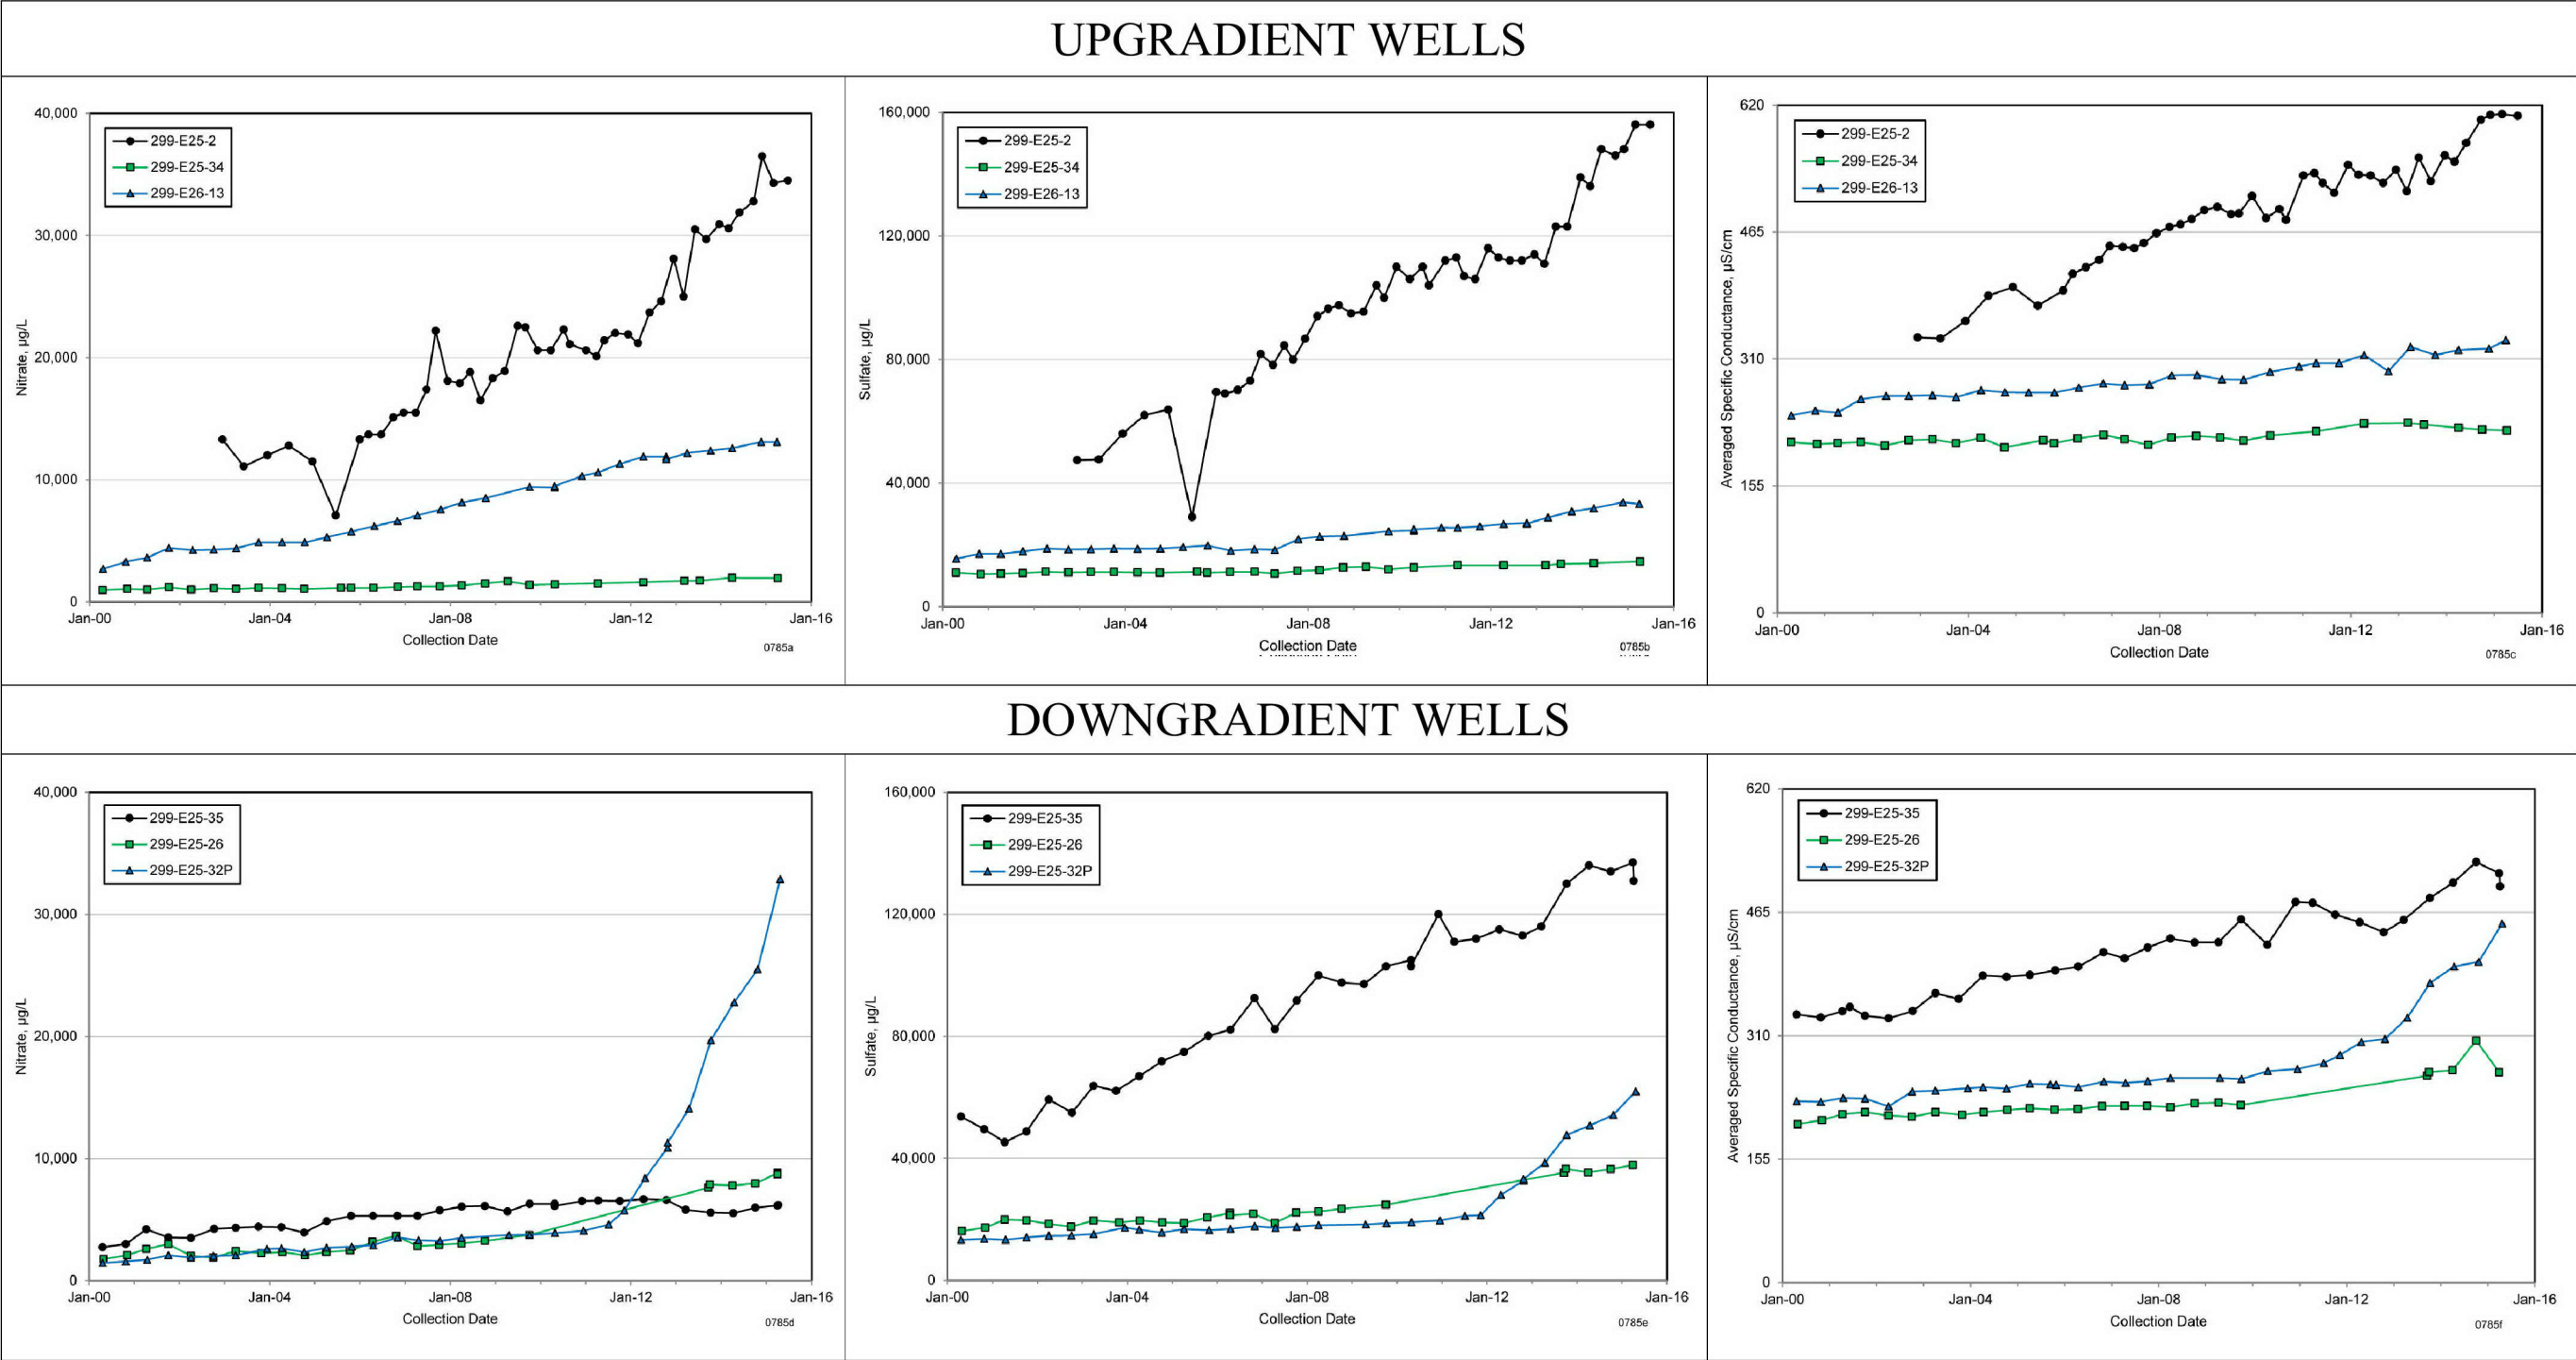 UPGRADIENT WELLS
40,000
30,000
20,000
10,000
0
Nitrate, µg/L
299-E25-2
299-E25-34
299-E26-13
Jan-00 Jan-04 Jan-08 Jan-12 Jan-16
Collection Date
0785a
160,000
120,000
80,000
40,000
0
Sulfate, µg/L
299-E25-2
299-E25-34
299-E26-13
Jan-00 Jan-04 Jan-08 Jan-12 Jan-16
Collection Date
0785b
620
465
310
155
0
Averaged Specific Conductance, µS/cm
299-E25-2
299-E25-34
299-E26-13
Jan-00 Jan-04 Jan-08 Jan-12 Jan-16
Collection Date
0785c
DOWNGRADIENT WELLS
40,000
30,000
20,000
10,000
0
Nitrate, µg/L
299-E25-35
299-E25-26
299-E25-32P
Jan-00 Jan-04 Jan-08 Jan-12 Jan-16
Collection Date
0785d
160,000
120,000
80,000
40,000
0
Sulfate, µg/L
299-E25-35
299-E25-26
299-E25-32P
Jan-00 Jan-04 Jan-08 Jan-12 Jan-16
Collection Date
0785e
620
465
310
155
0
Averaged Specific Conductance, µS/cm
299-E25-35
299-E25-26
299-E25-32P
Jan-00 Jan-04 Jan-08 Jan-12 Jan-16
Collection Date
0785f